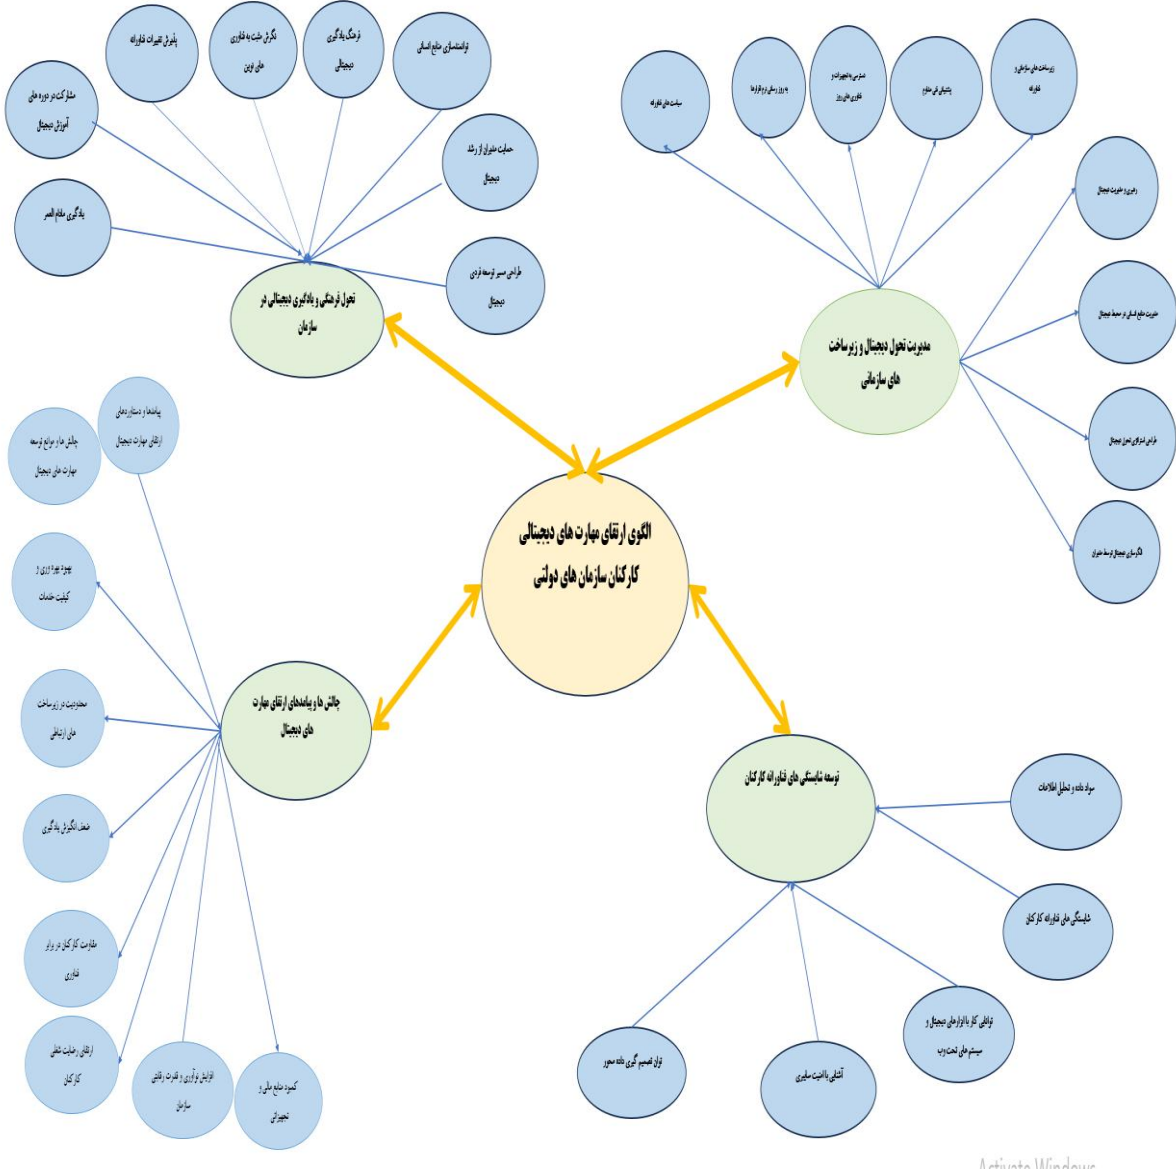 پذیرش تغییرات فناورانه
نگرش مثبت به فناوری
های نوین
فرهنگ یادگیری
دیجیتالی
توانمندسازی منابع انسانی
مشارکت در دوره های
آموزش دیجیتال
حمایت مدیران از رشد
دیجیتال
یادگیری مادام العمر
طراحی مسیر توسعه فردی
دیجیتال
تحول فرهنگی و یادگیری دیجیتالی در
سازمان
زیرساخت های سازمانی و
فناورانه
پشتیبانی فنی مداوم
دسترسی به تجهیزات و
فناوری های روز
به روز رسانی نرم افزارها
سیاست های فناورانه
رهبری و مدیریت دیجیتال
مدیریت منابع انسانی در محیط دیجیتال
طراحی استراتژی تحول دیجیتال
الگوسازی دیجیتال توسط مدیران
مدیریت تحول دیجیتال و زیرساخت
های سازمانی
الگوی ارتقای مهارت های دیجیتالی
کارکنان سازمان های دولتی
پیامدها و دستاوردهای
ارتقای مهارت دیجیتال
چالش ها و موانع توسعه
مهارت های دیجیتال
بهبود بهره وری و
کیفیت خدمات
محدودیت در زیرساخت
های ارتباطی
ضعف انگیزش یادگیری
مقاومت کارکنان در برابر
فناوری
ارتقای رضایت شغلی
کارکنان
افزایش نوآوری و قدرت رقابتی
سازمان
کمبود منابع مالی و
تجهیزاتی
چالش ها و پیامدهای ارتقای مهارت
های دیجیتال
توسعه شایستگی های فناورانه کارکنان
سواد داده و تحلیل اطلاعات
شایستگی های فناورانه کارکنان
توانایی کار با ابزارهای دیجیتال و
سیستم های تحت وب
آشنایی با امنیت سایبری
توان تصمیم گیری داده محور
Activate Windows